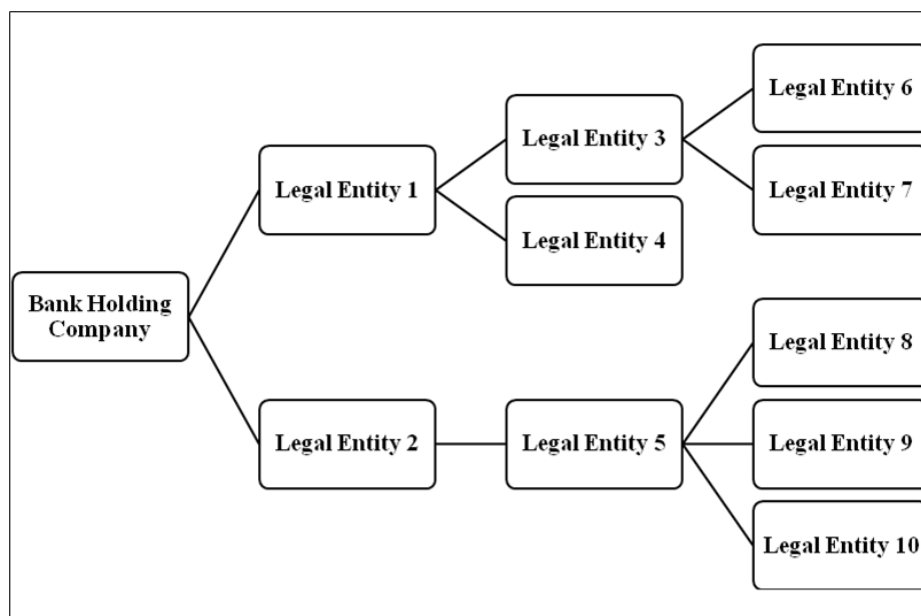 Bank Holding
Company
Legal Entity 1
Legal Entity 2
Legal Entity 3
Legal Entity 4
Legal Entity 5
Legal Entity 6
Legal Entity 7
Legal Entity 8
Legal Entity 9
Legal Entity 10